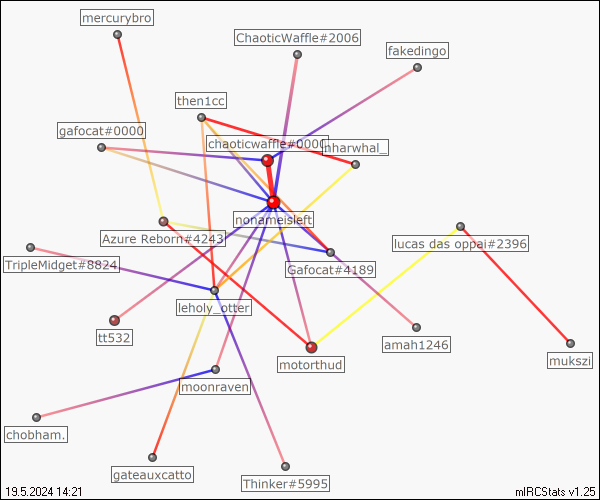 mercurybro
ChaoticWaffle#2006
fakedingo
then1cc
gafocat#0000
chaoticwaffle#0000
nharwhal_
nonameisleft
Azure Reborn#4243
lucas das oppai#2396
TripleMidget#8824
Gafocat#4189
leholy_otter
tt532
motorthud
amah1246
mukszi
moonraven
chobham.
gateauxcatto
Thinker#5995
19.5.2024 14:21
mIRCStats v1.25